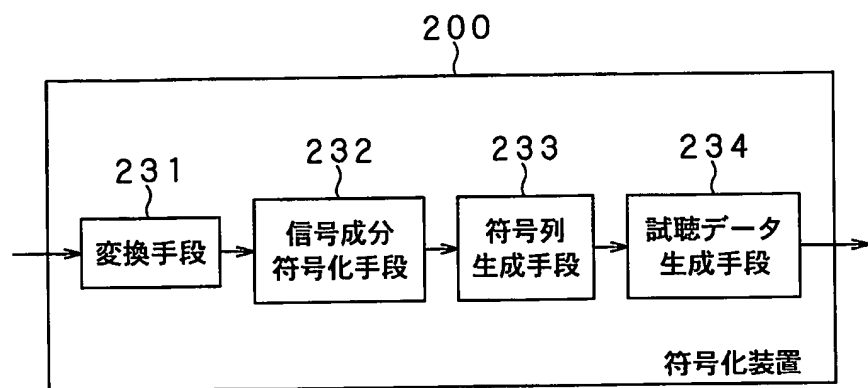 200
231
232
233
234
変換手段
信号成分
符号化手段
符号列
生成手段
試聴データ
生成手段
符号化装置